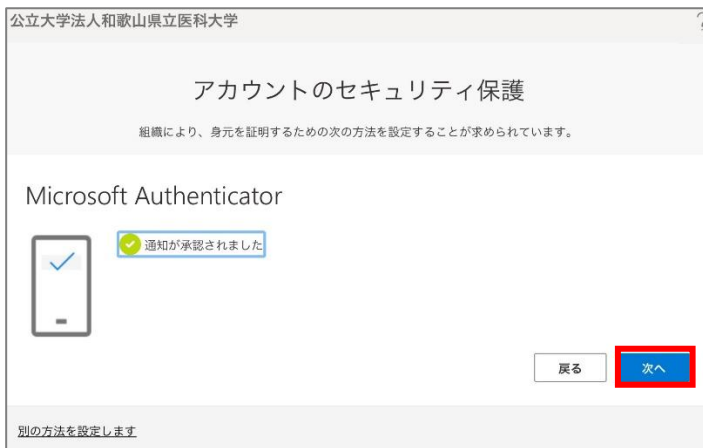 公立大学法人和歌山県立医科大学
アカウントのセキュリティ保護
組織により、身元を証明するための次の方法を設定することが求められています。
Microsoft Authenticator
通知が承認されました
戻る
次へ
別の方法を設定します